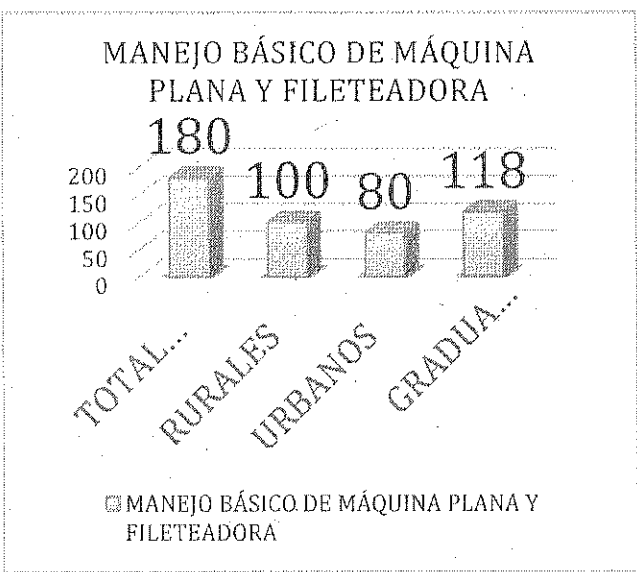 MANEJO BÁSICO DE MÁQUINA
PLANA Y FILETEADORA
180
100
80
118
200
150
100
50
0
TOTAL...
RURALES
URBANOS
GRADUA...
MANEJO BÁSICO DE MÁQUINA PLANA Y
FILETEADORA